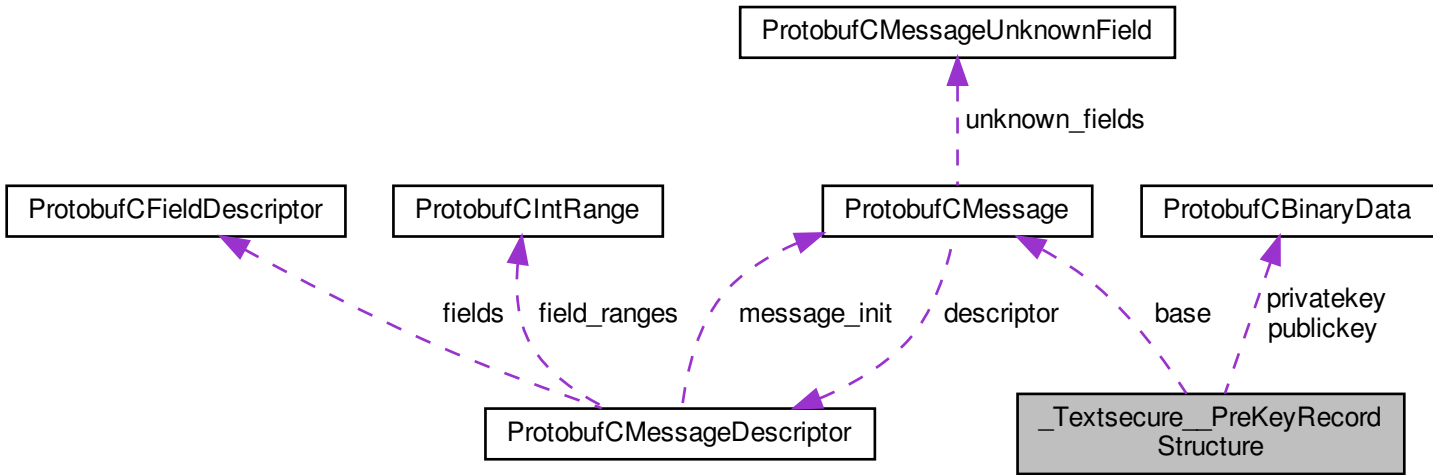 ProtobufCMessageUnknownField
unknown_fields
ProtobufCFieldDescriptor
ProtobufCIntRange
ProtobufCMessage
ProtobufCBinaryData
fields
field_ranges
message_init
descriptor
base
privatekey
publickey
ProtobufCMessageDescriptor
_Textsecure__PreKeyRecord
Structure